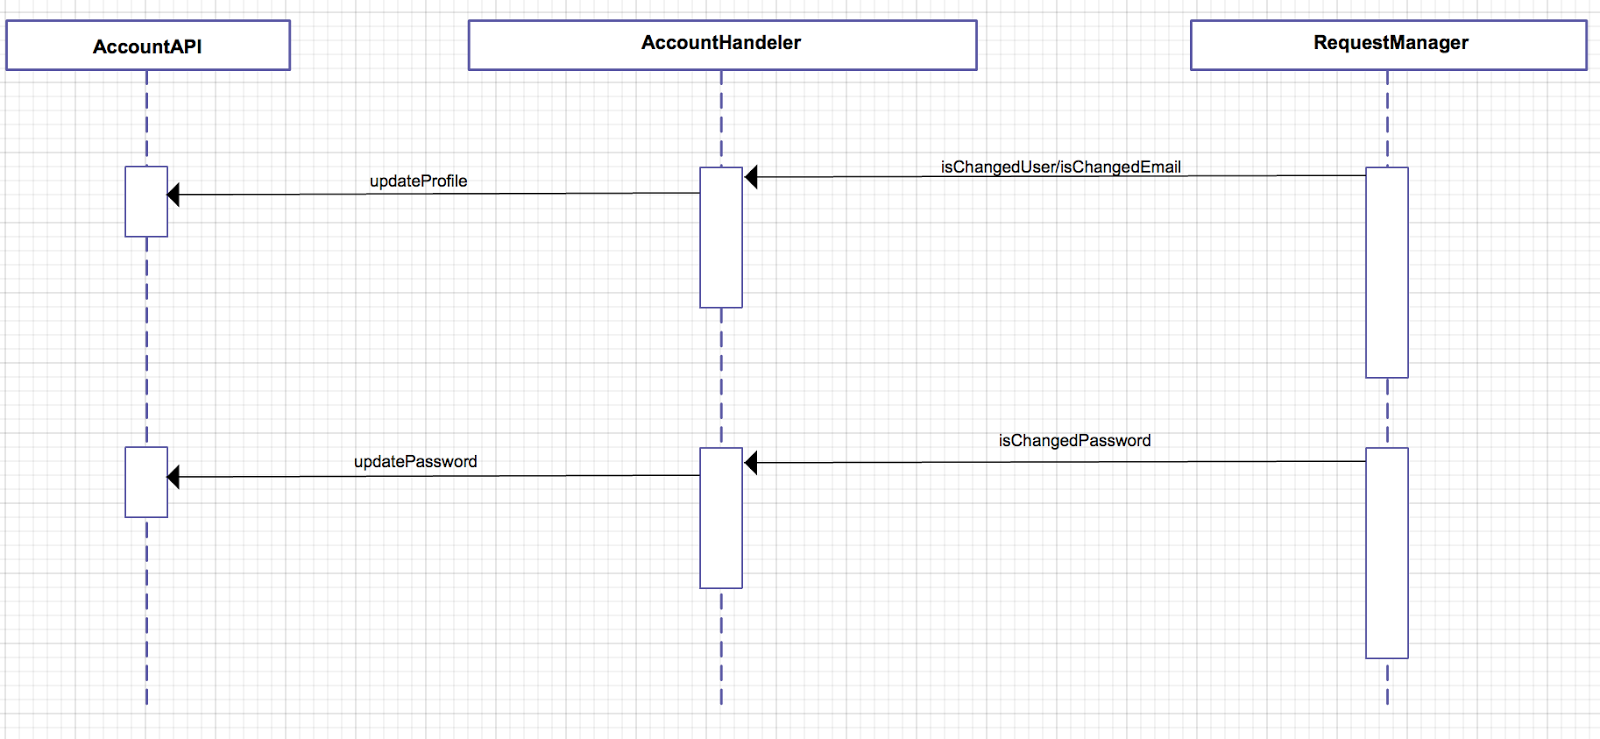 AccountAPI
AccountHandeler
RequestManager
isChangedUser/isChangedEmail
updateProfile
isChangedPassword
updatePassword